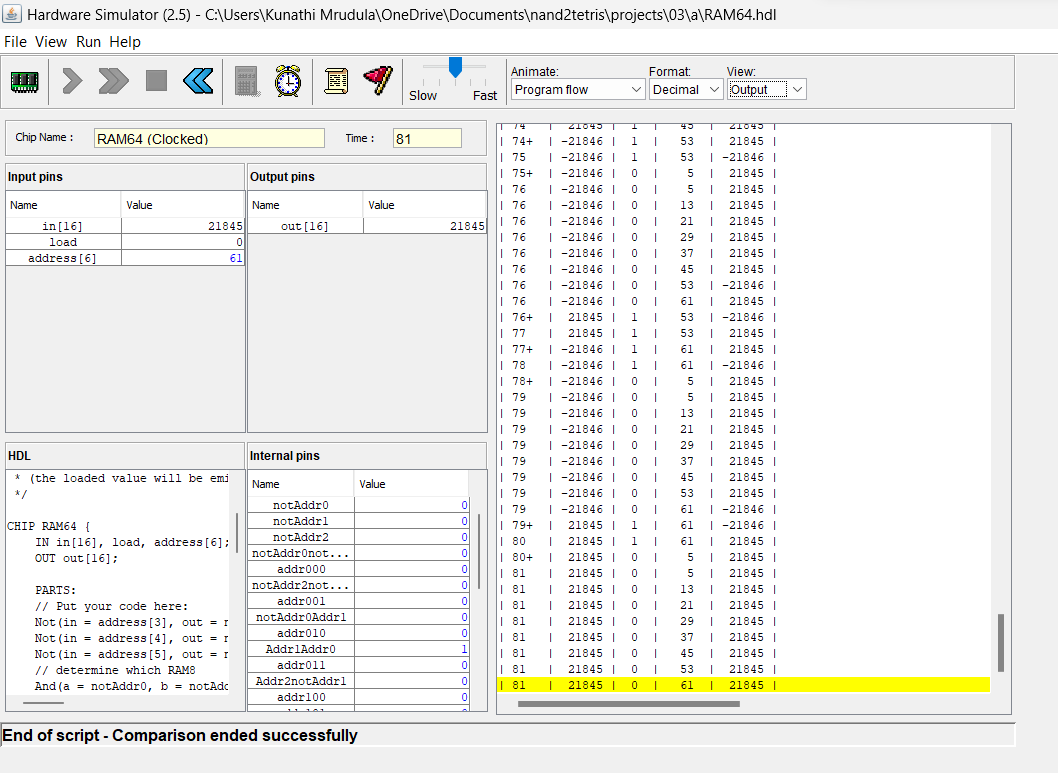 Hardware Simulator (2.5) - C:\Users\Kunathi Mrudula\OneDrive\Documents\nand2tetris\projects\03\a\RAM64.hdl
File View Run Help
Slow Fast
Animate: Format: View:
Program flow Decimal Output
Chip Name : RAM64 (Clocked) Time : 81
Input pins
Name Value
in[16] 21845
load 0
address[6] 61
Output pins
Name Value
out[16] 21845
HDL
* (the loaded value will be emi
*/
CHIP RAM64 {
IN in[16], load, address[6];
OUT out[16];
PARTS:
// Put your code here:
Not(in = address[3], out = n
Not(in = address[4], out = n
Not(in = address[5], out = n
// determine which RAM8
And(a = notAddr0, b = notAdd
Internal pins
Name Value
notAddr0 0
notAddr1 0
notAddr2 0
notAddr0not... 0
addr000 0
notAddr2not... 0
addr001 0
notAddr0Addr1 0
addr010 0
Addr1Addr0 1
addr011 0
Addr2notAddr1 0
addr100 0
| 74 | 21845 | 1 | 45 | 21845 |
| 74+ | -21846 | 1 | 53 | 21845 |
| 75 | -21846 | 1 | 53 | -21846 |
| 75+ | -21846 | 0 | 5 | 21845 |
| 76 | -21846 | 0 | 5 | 21845 |
| 76 | -21846 | 0 | 13 | 21845 |
| 76 | -21846 | 0 | 21 | 21845 |
| 76 | -21846 | 0 | 29 | 21845 |
| 76 | -21846 | 0 | 37 | 21845 |
| 76 | -21846 | 0 | 45 | 21845 |
| 76 | -21846 | 0 | 53 | -21846 |
| 76 | -21846 | 0 | 61 | 21845 |
| 76+ | 21845 | 1 | 53 | -21846 |
| 77 | 21845 | 1 | 53 | 21845 |
| 77+ | -21846 | 1 | 61 | 21845 |
| 78 | -21846 | 1 | 61 | -21846 |
| 78+ | -21846 | 0 | 5 | 21845 |
| 79 | -21846 | 0 | 5 | 21845 |
| 79 | -21846 | 0 | 13 | 21845 |
| 79 | -21846 | 0 | 21 | 21845 |
| 79 | -21846 | 0 | 29 | 21845 |
| 79 | -21846 | 0 | 37 | 21845 |
| 79 | -21846 | 0 | 45 | 21845 |
| 79 | -21846 | 0 | 53 | 21845 |
| 79 | -21846 | 0 | 61 | -21846 |
| 79+ | 21845 | 1 | 61 | -21846 |
| 80 | 21845 | 1 | 61 | 21845 |
| 80+ | 21845 | 0 | 5 | 21845 |
| 81 | 21845 | 0 | 5 | 21845 |
| 81 | 21845 | 0 | 13 | 21845 |
| 81 | 21845 | 0 | 21 | 21845 |
| 81 | 21845 | 0 | 29 | 21845 |
| 81 | 21845 | 0 | 37 | 21845 |
| 81 | 21845 | 0 | 45 | 21845 |
| 81 | 21845 | 0 | 53 | 21845 |
| 81 | 21845 | 0 | 61 | 21845 |
End of script - Comparison ended successfully